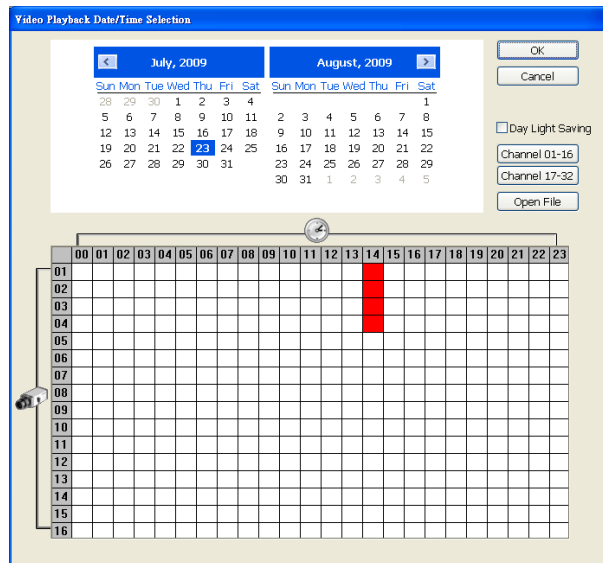 Video Playback Date/Time Selection
July, 2009
August, 2009
OK
Cancel
Sun Mon Tue Wed Thu Fri Sat
28 29 30 1 2 3 4
5 6 7 8 9 10 11
12 13 14 15 16 17 18
19 20 21 22 23 24 25
26 27 28 29 30 31
Sun Mon Tue Wed Thu Fri Sat
1
2 3 4 5 6 7 8
9 10 11 12 13 14 15
16 17 18 19 20 21 22
23 24 25 26 27 28 29
30 31 1 2 3 4 5
Day Light Saving
Channel 01-16
Channel 17-32
Open File
00 01 02 03 04 05 06 07 08 09 10 11 12 13 14 15 16 17 18 19 20 21 22 23
01
02
03
04
05
06
07
08
09
10
11
12
13
14
15
16